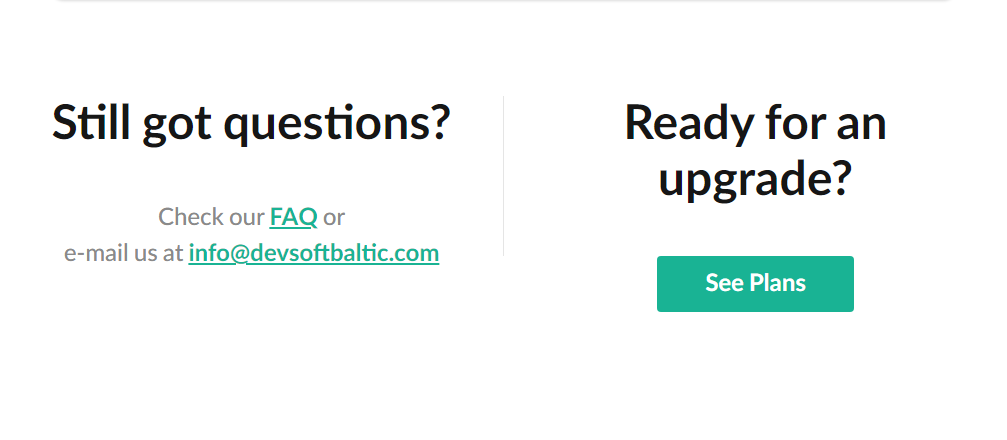 Still got questions?
Check our FAQ or
e-mail us at info@devsoftbaltic.com
Ready for an
upgrade?
See Plans